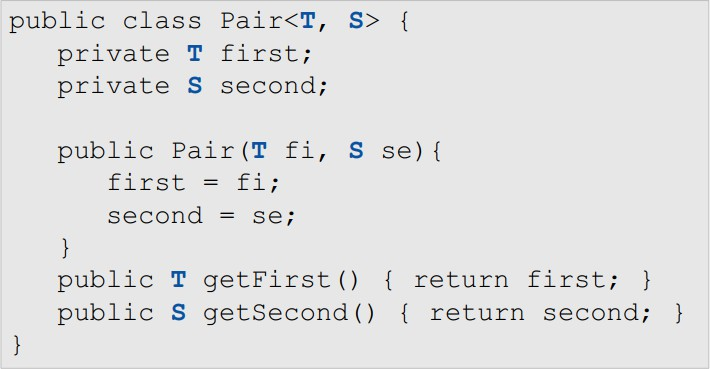 public class Pair<T, S> {
   private T first;
   private S second;

   public Pair(T fi, S se){
      first = fi;
      second = se;
   }
   public T getFirst() { return first; }
   public S getSecond() { return second; }
}